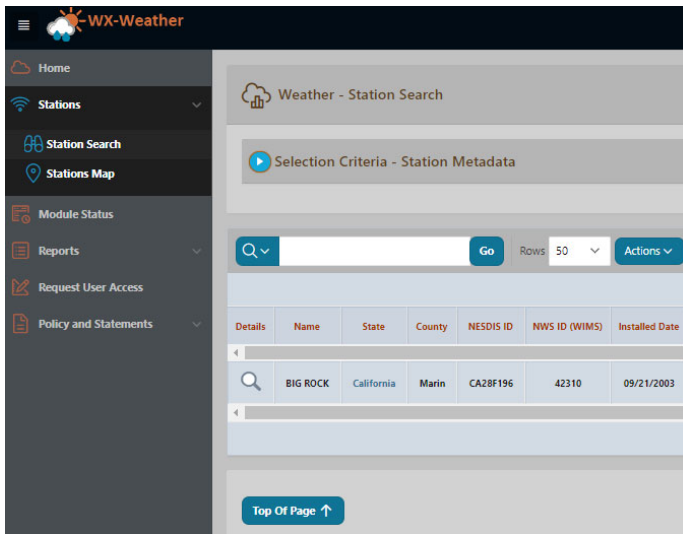 WX-Weather
Home
Stations
Station Search
Stations Map
Module Status
Reports
Request User Access
Policy and Statements
Weather - Station Search
Selection Criteria - Station Metadata
Go Rows 50 Actions
Details Name State County NESDIS ID NWS ID (WIMS) Installed Date
BIG ROCK California Marin CA28F196 42310 09/21/2003
Top Of Page